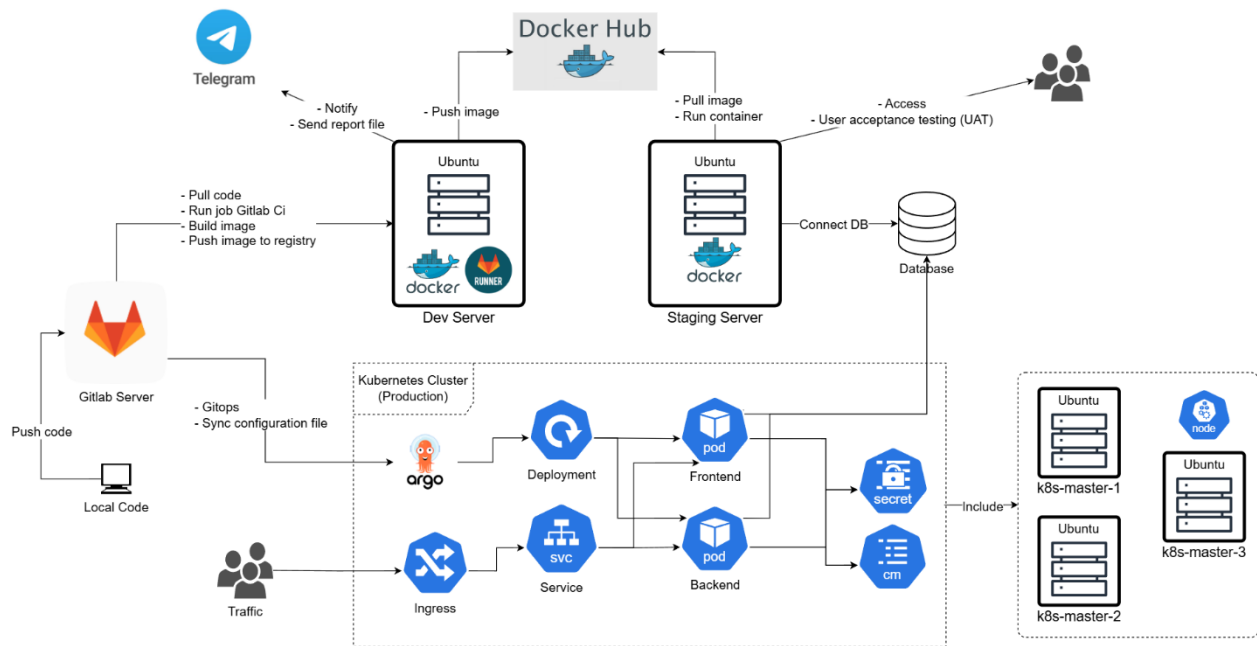 Docker Hub
Telegram
- Notify
- Send report file
- Push image
- Pull image
- Run container
- Access
- User acceptance testing (UAT)
Ubuntu
docker
RUNNER
Dev Server
Ubuntu
docker
Staging Server
- Pull code
- Run job Gitlab Ci
- Build image
- Push image to registry
Connect DB
Database
Gitlab Server
Push code
Local Code
- Gitops
- Sync configuration file
Kubernetes Cluster
(Production)
argo
Deployment
pod
Frontend
secret
Traffic
Ingress
svc
Service
pod
Backend
cm
Include
Ubuntu
k8s-master-1
node
Ubuntu
k8s-master-3
Ubuntu
k8s-master-2